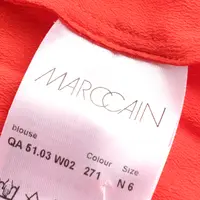 MARCCAIN
blouse Colour Size
QA 51.03 W02 271 N 6